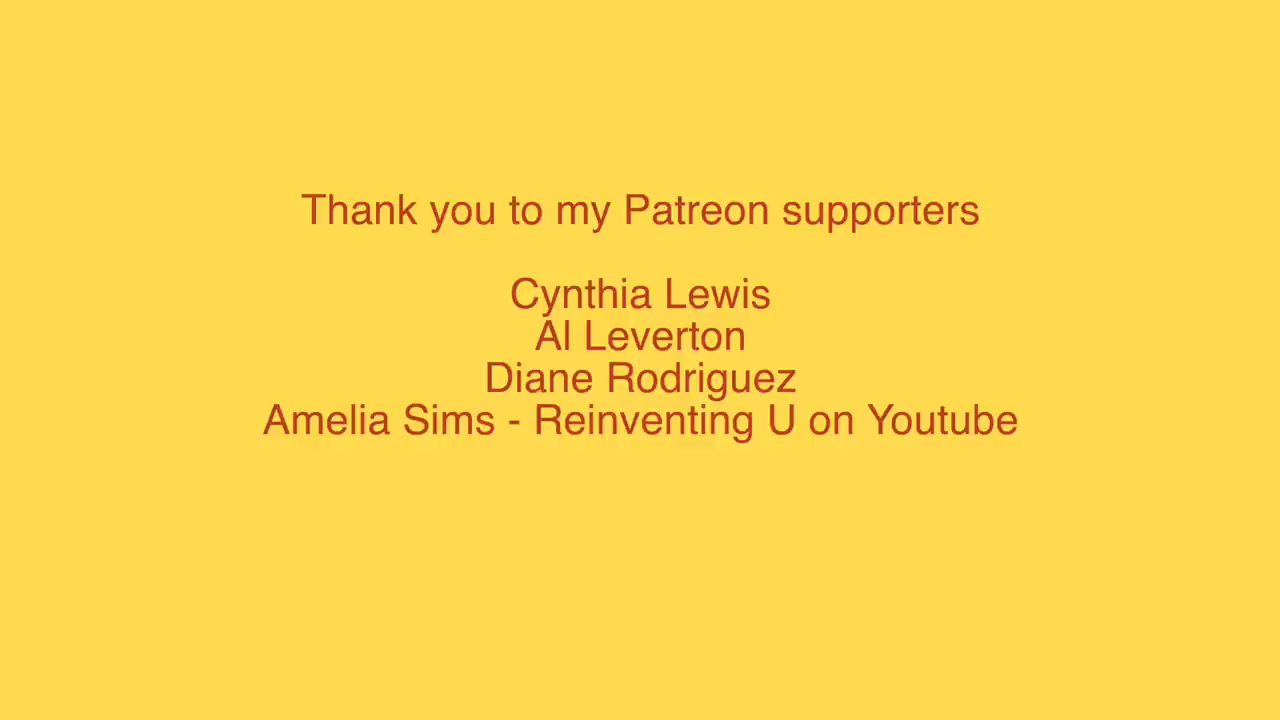 Thank you to my Patreon supporters
Cynthia Lewis
Al Leverton
Diane Rodriguez
Amelia Sims - Reinventing U on Youtube